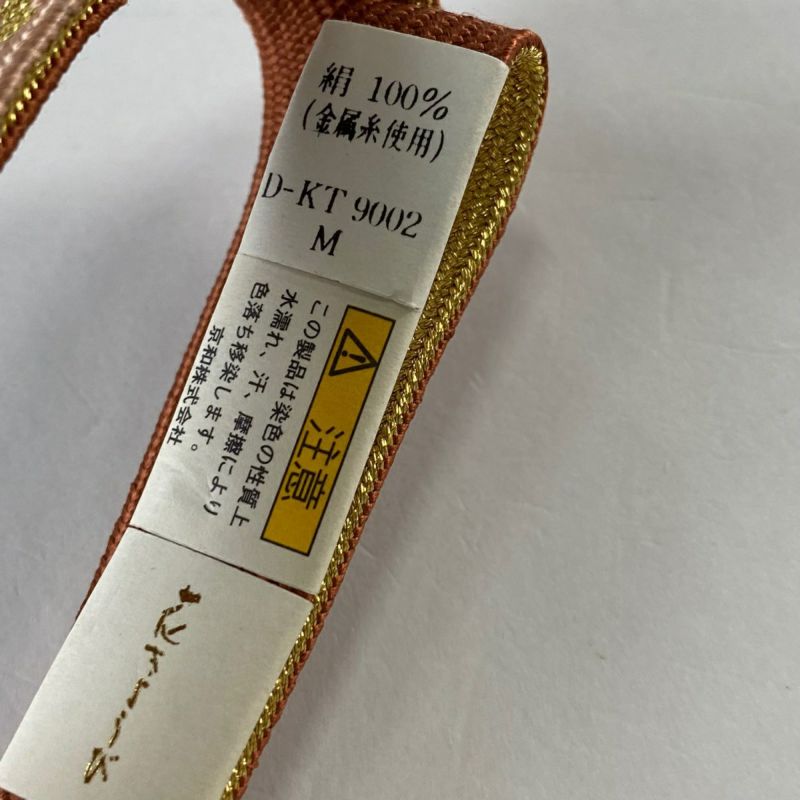 絹 100%
(金属糸使用)
D-KT 9002
M
注意
この製品は染色の性質上
水濡れ、汗、摩擦により
色落ち移染します。
京和株式会社